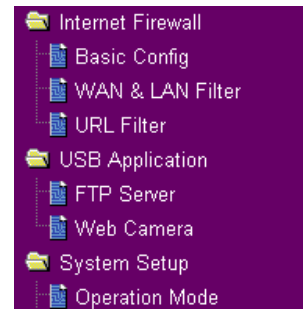 Internet Firewall
Basic Config
WAN & LAN Filter
URL Filter
USB Application
FTP Server
Web Camera
System Setup
Operation Mode